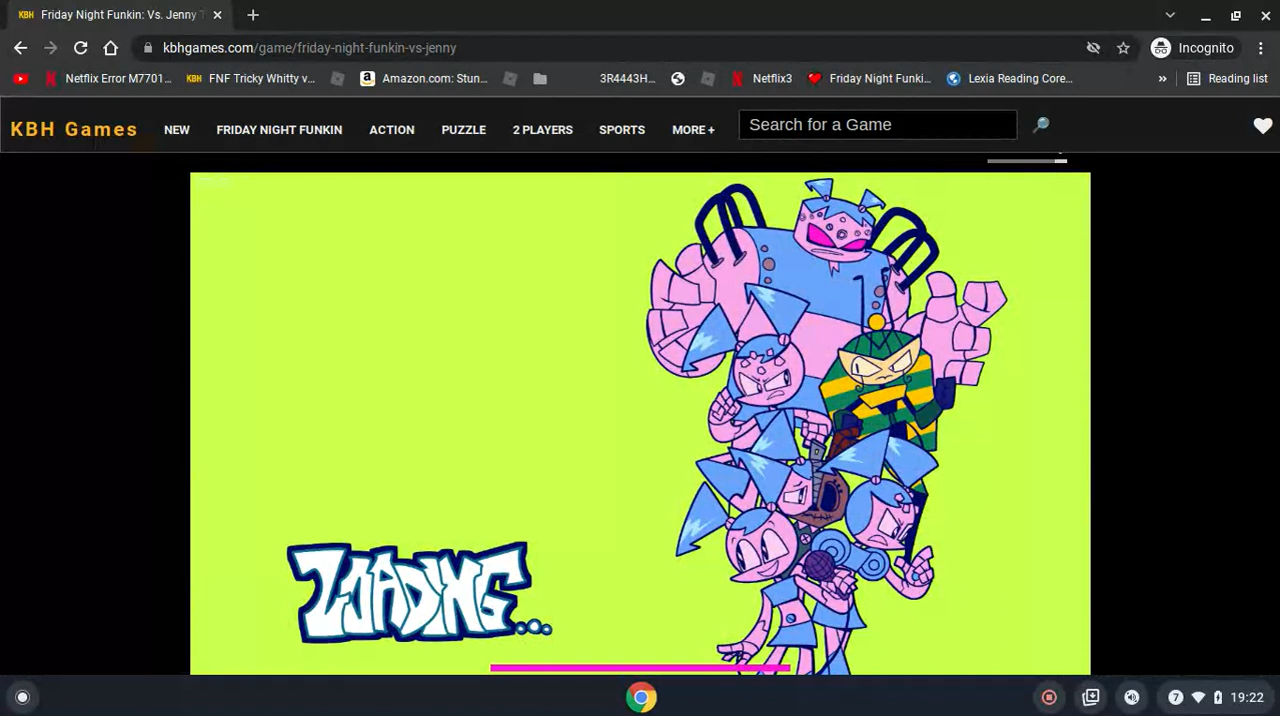 KBH Friday Night Funkin: Vs. Jenny
kbhgames.com/game/friday-night-funkin-vs-jenny
Incognito
Netflix Error M7701...
KBH FNF Tricky Whitty v...
Amazon.com: Stun...
3R4443H...
Netflix3
Friday Night Funki...
Lexia Reading Core...
»
Reading list
KBH Games
NEW
FRIDAY NIGHT FUNKIN
ACTION
PUZZLE
2 PLAYERS
SPORTS
MORE +
Search for a Game
LOADING...
7
19:22